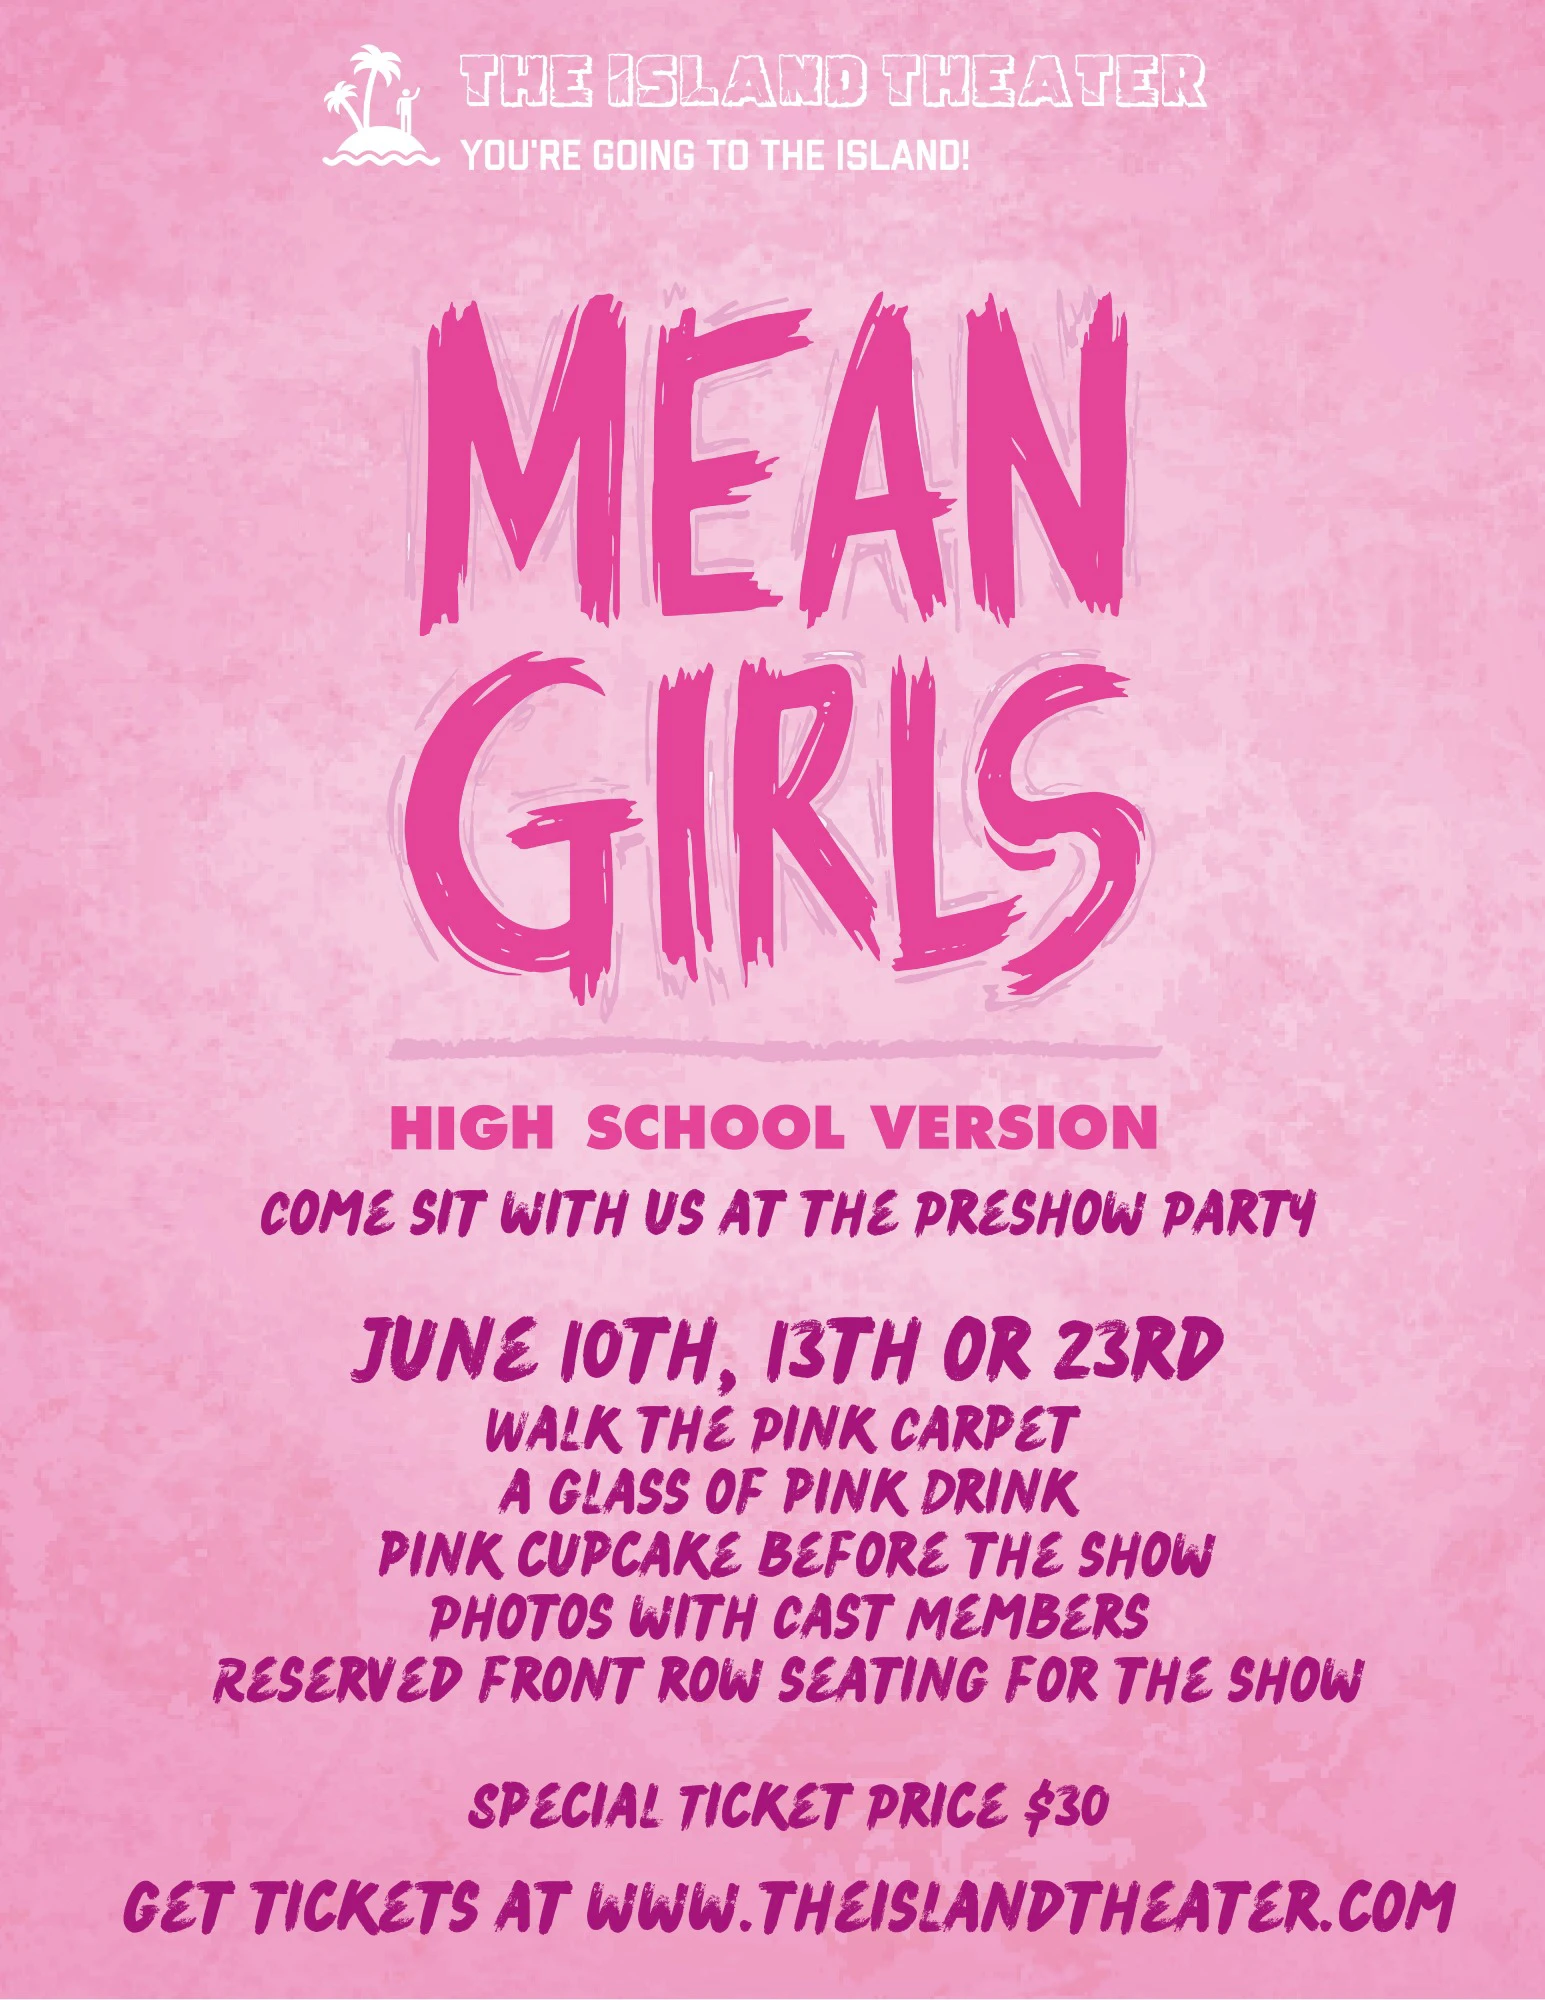 THE ISLAND THEATER
YOU'RE GOING TO THE ISLAND!
MEAN
GIRLS
HIGH SCHOOL VERSION
COME SIT WITH US AT THE PRESHOW PARTY
JUNE 10TH, 13TH OR 23RD
WALK THE PINK CARPET
A GLASS OF PINK DRINK
PINK CUPCAKE BEFORE THE SHOW
PHOTOS WITH CAST MEMBERS
RESERVED FRONT ROW SEATING FOR THE SHOW
SPECIAL TICKET PRICE $30
GET TICKETS AT WWW.THEISLANDTHEATER.COM